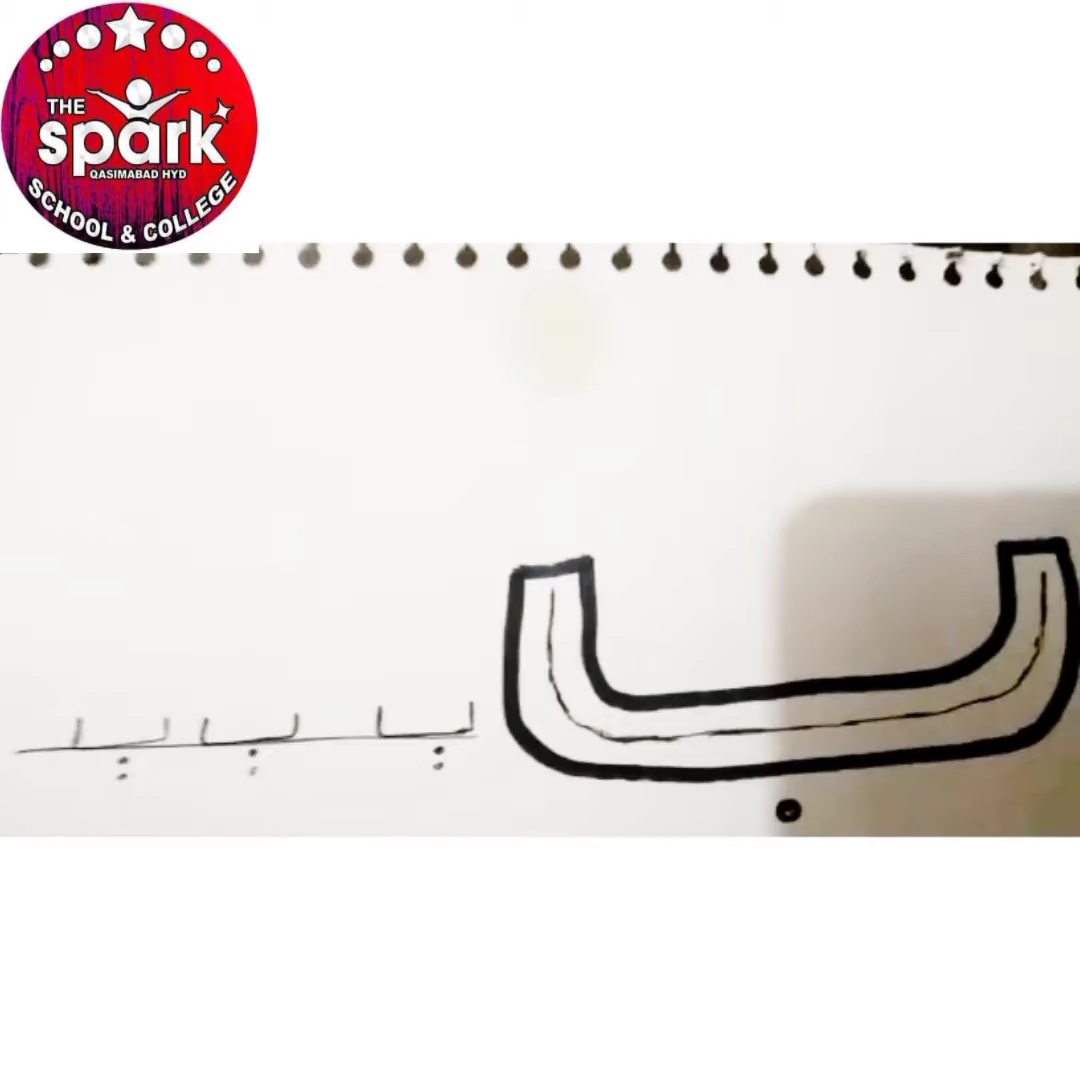 THE
spark
QASIMABAD HYD
SCHOOL & COLLEGE
ب ٻ ٻ ٻ